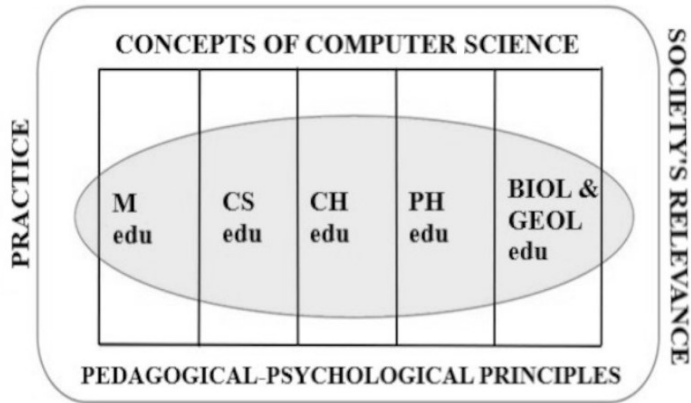 CONCEPTS OF COMPUTER SCIENCE
PRACTICE
M
edu
CS
edu
CH
edu
PH
edu
BIOL &
GEOL
edu
SOCIETY'S RELEVANCE
PEDAGOGICAL-PSYCHOLOGICAL PRINCIPLES